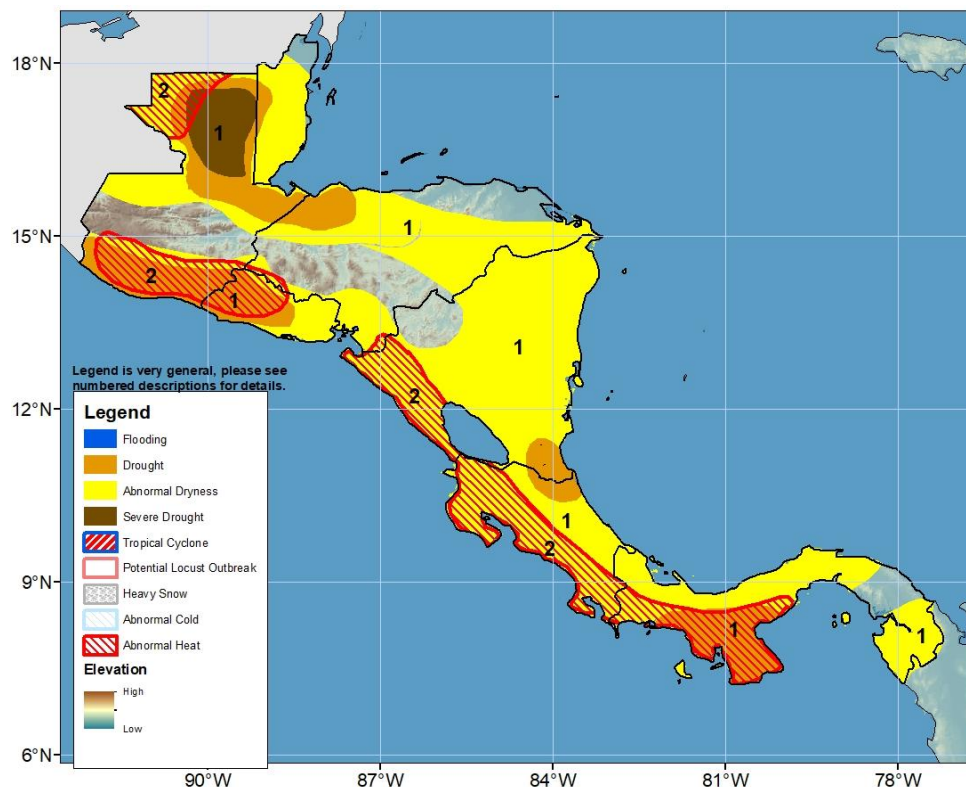 18°N
2
1
15°N
1
2
1
1
Legend is very general, please see
numbered descriptions for details.
2
12°N
Legend
Flooding
Drought
Abnormal Dryness
Severe Drought
Tropical Cyclone
Potential Locust Outbreak
Heavy Snow
Abnormal Cold
Abnormal Heat
Elevation
High
Low
1
2
9°N
1
1
6°N
90°W
87°W
84°W
81°W
78°W